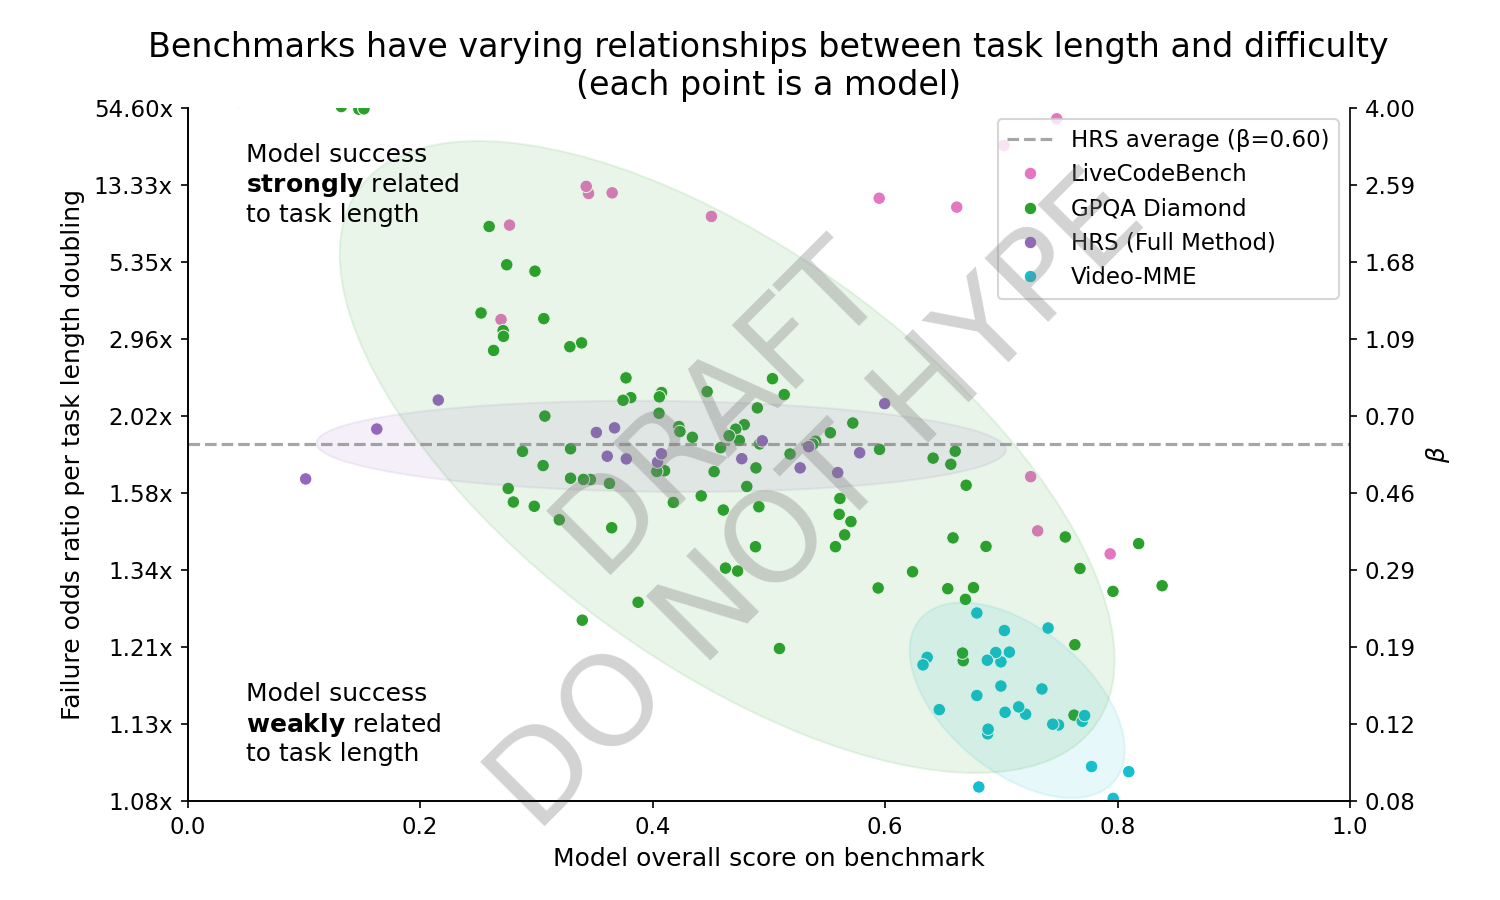 Benchmarks have varying relationships between task length and difficulty
(each point is a model)
Failure odds ratio per task length doubling
54.60x
13.33x
5.35x
2.96x
2.02x
1.58x
1.34x
1.21x
1.13x
1.08x
Model success
strongly related
to task length
Model success
weakly related
to task length
DRAFT
DO NOT HYPE
HRS average (β=0.60)
LiveCodeBench
GPQA Diamond
HRS (Full Method)
Video-MME
4.00
2.59
1.68
1.09
0.70
0.46
0.29
0.19
0.12
0.08
β
0.0
0.2
0.4
0.6
0.8
1.0
Model overall score on benchmark